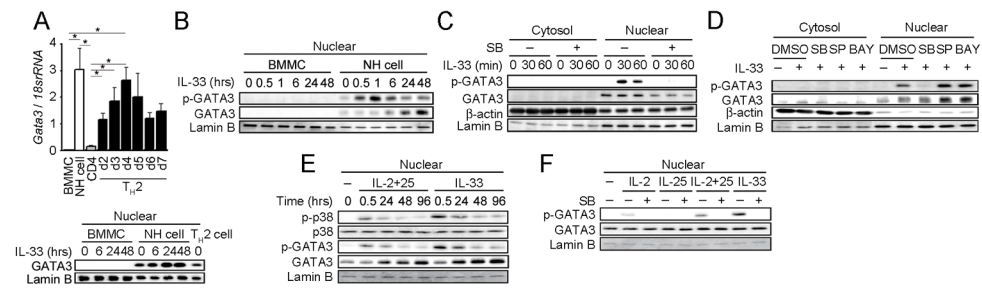 A
Gata3 / 18srRNA
4
3
2
1
0
* * * * *
BMMC
NH cell
CD4
d2
d3
d4
d5
d6
d7
TH2
Nuclear
BMMC NH cell TH2 cell
IL-33 (hrs) 0 6 24 48 0 6 24 48 0
GATA3
Lamin B
B
Nuclear
BMMC NH cell
IL-33 (hrs) 0 0.5 1 6 24 48 0 0.5 1 6 24 48
p-GATA3
GATA3
Lamin B
C
Cytosol Nuclear
SB
– + – +
IL-33 (min) 0 30 60 0 30 60 0 30 60 0 30 60
p-GATA3
GATA3
β-actin
Lamin B
D
Cytosol Nuclear
DMSO SB SP BAY DMSO SB SP BAY
IL-33 – + + + + – + + + +
p-GATA3
GATA3
β-actin
Lamin B
E
Nuclear
– IL-2+25 IL-33
Time (hrs) 0.5 24 48 96 0.5 24 48 96
p-p38
p38
p-GATA3
GATA3
Lamin B
F
Nuclear
– IL-2 IL-25 IL-2+25 IL-33
SB – + – + – + – +
p-GATA3
GATA3
Lamin B